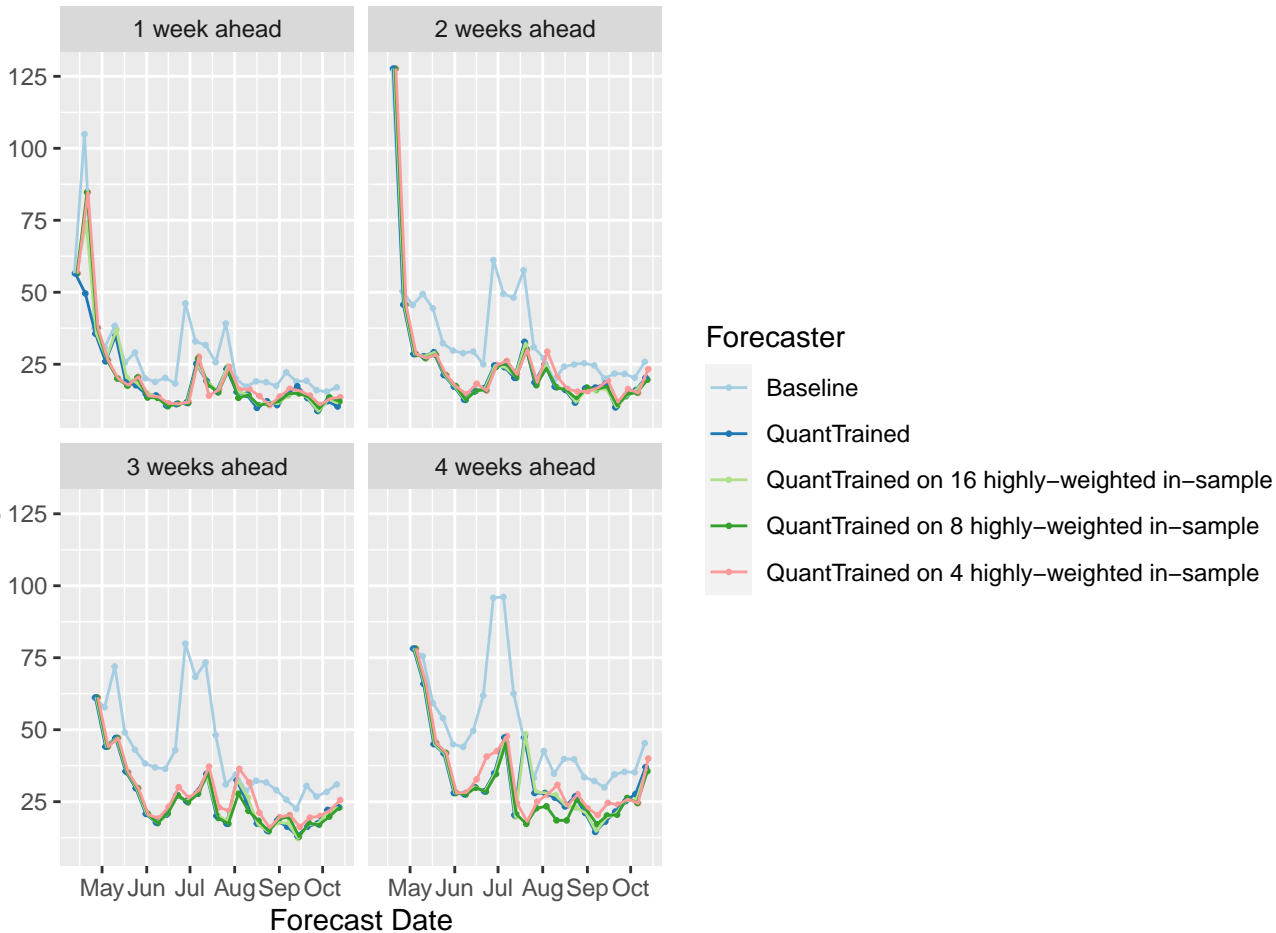 1 week ahead
2 weeks ahead
125
100
75
50
25
3 weeks ahead
4 weeks ahead
125
100
75
50
25
May Jun Jul Aug Sep Oct
May Jun Jul Aug Sep Oct
Forecast Date
Forecaster
Baseline
QuantTrained
QuantTrained on 16 highly−weighted in−sample
QuantTrained on 8 highly−weighted in−sample
QuantTrained on 4 highly−weighted in−sample